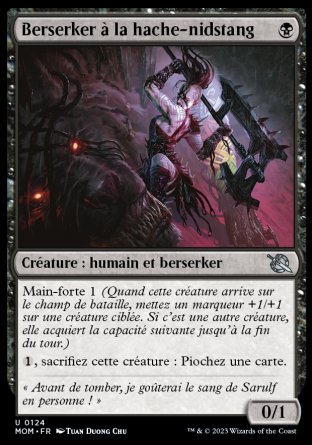 Berserker à la hache-nidstang
Créature : humain et berserker
Main-forte 1 (Quand cette créature arrive sur
le champ de bataille, mettez un marqueur +1/+1
sur une créature ciblée. Si c'est une autre créature,
elle acquiert la capacité suivante jusqu'à la fin
du tour.)
1, sacrifiez cette créature : Piochez une carte.
« Avant de tomber, je goûterai le sang de Sarulf
en personne ! »
0/1
U 0124
MOM • FR Tuan Duong Chu
™ & © 2023 Wizards of the Coast